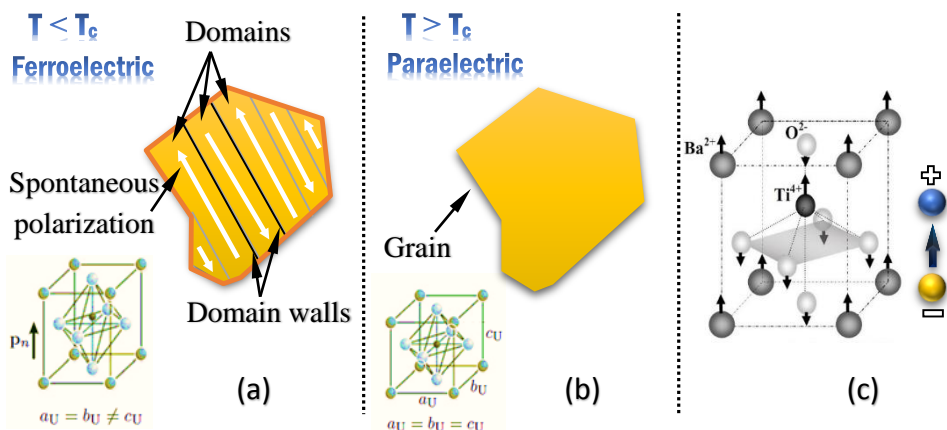 T < Tc
Ferroelectric
Domains
Spontaneous
polarization
Domain walls
pn
aU = bU ≠ cU
(a)
T > Tc
Paraelectric
Grain
cU
bU
aU
aU = bU = cU
(b)
Ba2+
O2-
Ti4+
+
−
(c)